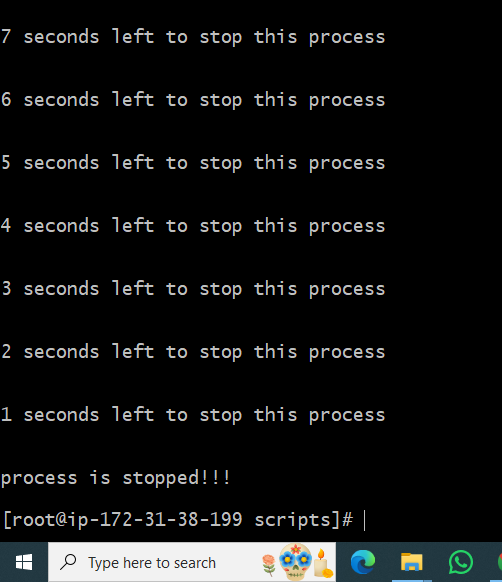 7 seconds left to stop this process
6 seconds left to stop this process
5 seconds left to stop this process
4 seconds left to stop this process
3 seconds left to stop this process
2 seconds left to stop this process
1 seconds left to stop this process
process is stopped!!!
[root@ip-172-31-38-199 scripts]#
Type here to search